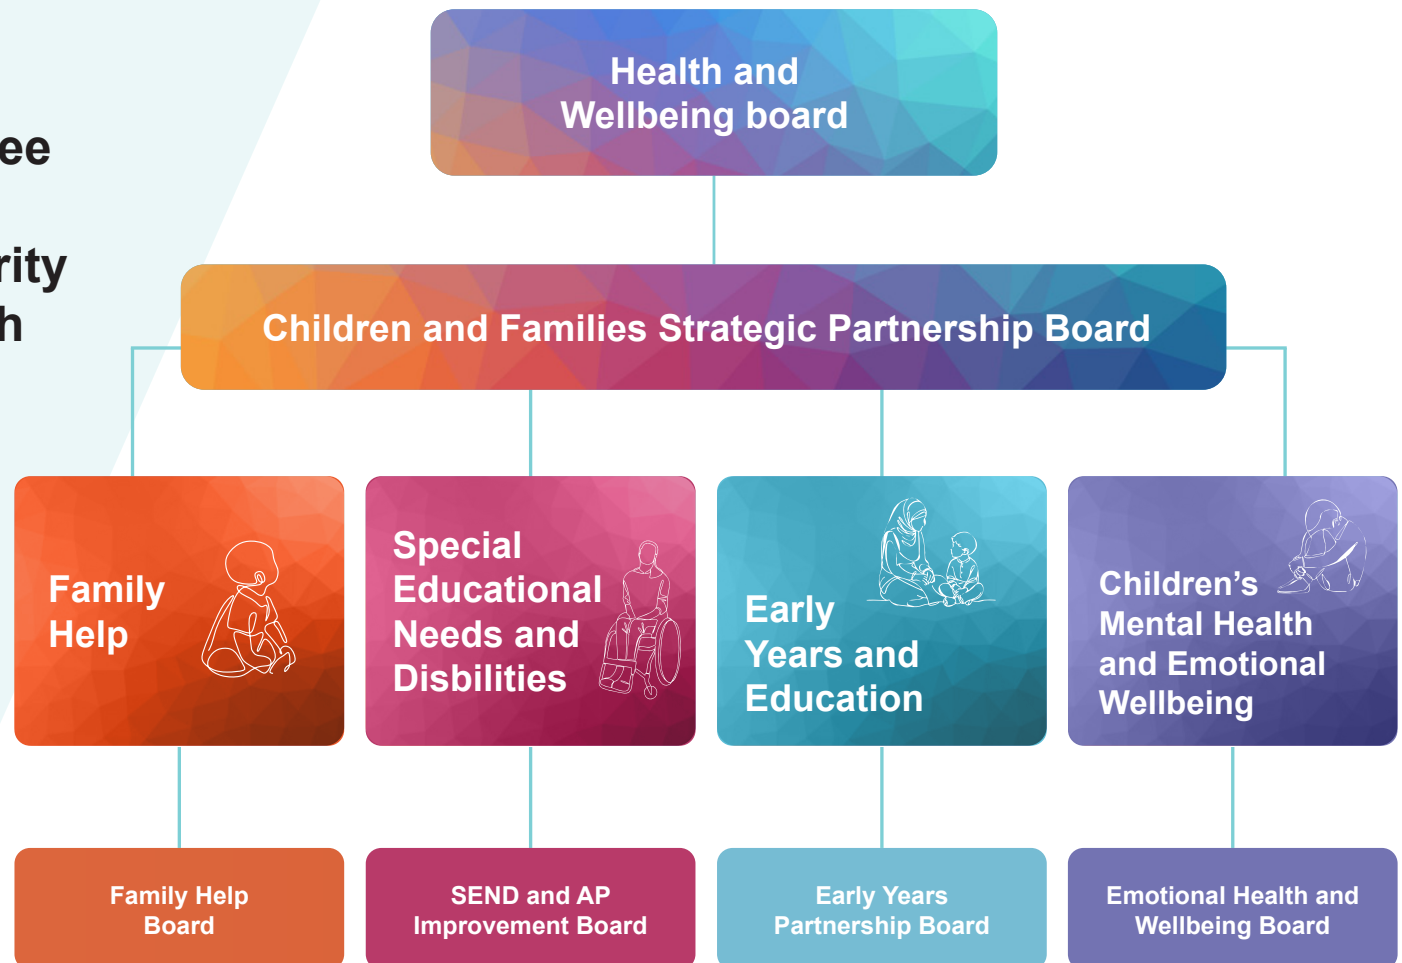 Health and
Wellbeing board
ee
rity
h
Children and Families Strategic Partnership Board
Family
Help
Special
Educational
Needs and
Disbilities
Early
Years and
Education
Children’s
Mental Health
and Emotional
Wellbeing
Family Help
Board
SEND and AP
Improvement Board
Early Years
Partnership Board
Emotional Health and
Wellbeing Board